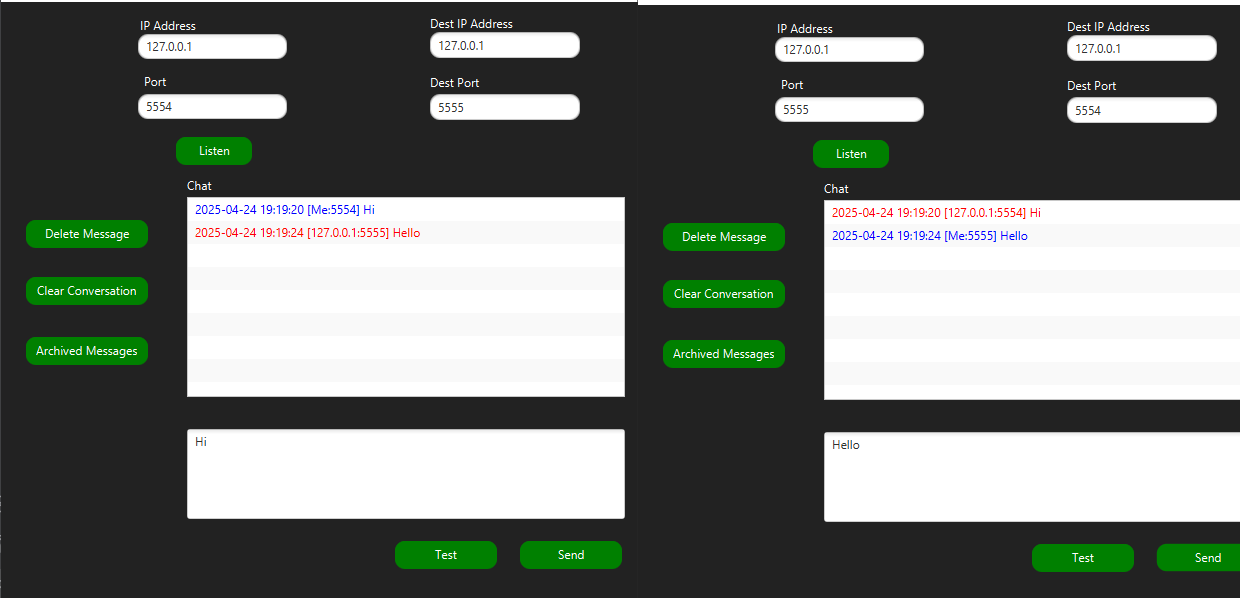 IP Address
127.0.0.1
Dest IP Address
127.0.0.1
Port
5554
Dest Port
5555
Listen
Chat
2025-04-24 19:19:20 [Me:5554] Hi
2025-04-24 19:19:24 [127.0.0.1:5555] Hello
Delete Message
Clear Conversation
Archived Messages
Hi
Test
Send
IP Address
127.0.0.1
Dest IP Address
127.0.0.1
Port
5555
Dest Port
5554
Listen
Chat
2025-04-24 19:19:20 [127.0.0.1:5554] Hi
2025-04-24 19:19:24 [Me:5555] Hello
Delete Message
Clear Conversation
Archived Messages
Hello
Test
Send